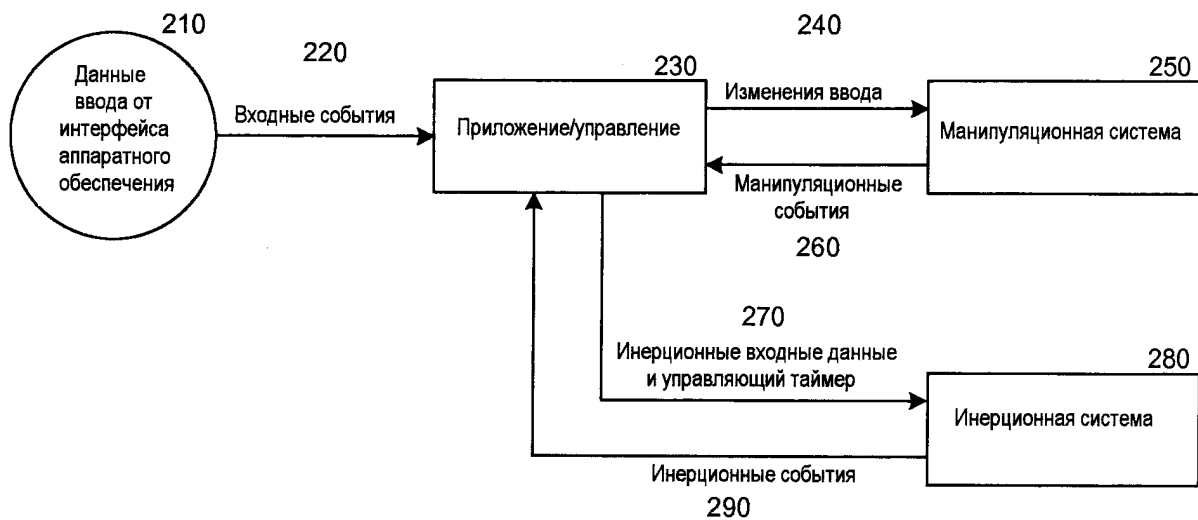 210
Данные
ввода от
интерфейса
аппаратного
обеспечения
220
Входные события
230
Приложение/управление
240
Изменения ввода
250
Манипуляционная система
Манипуляционные
события
260
270
Инерционные входные данные
и управляющий таймер
280
Инерционная система
Инерционные события
290